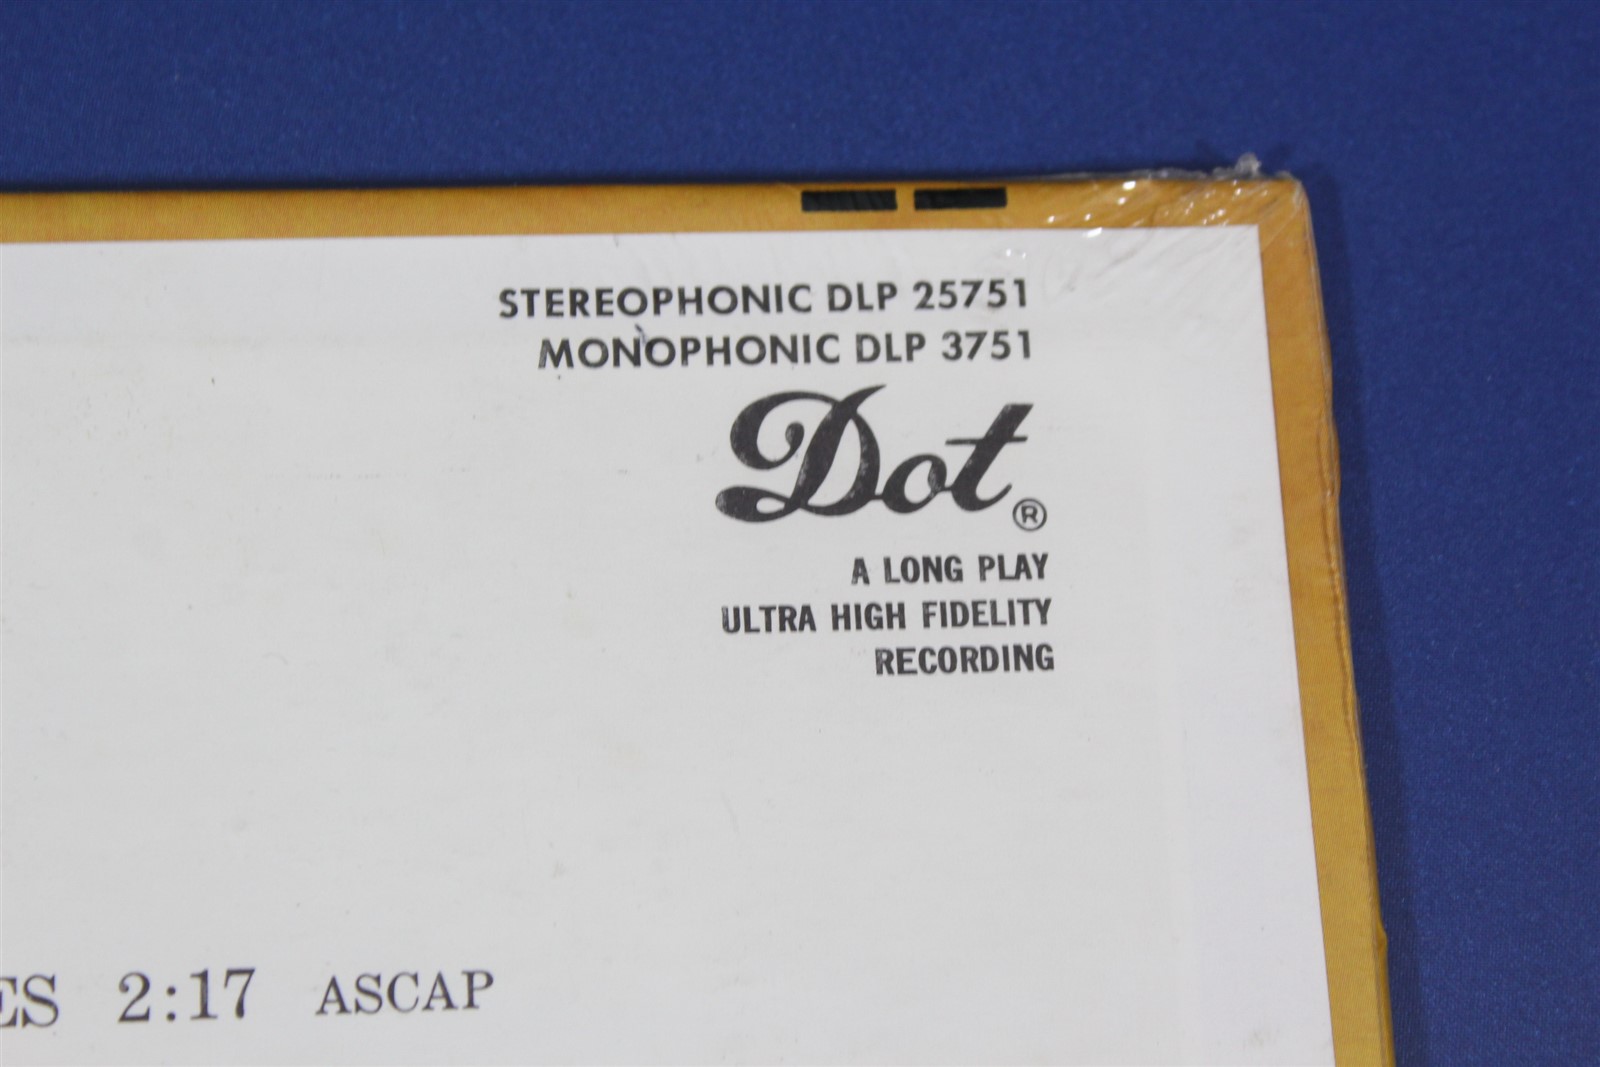 STEREOPHONIC DLP 25751
MONOPHONIC DLP 3751
Dot®
A LONG PLAY
ULTRA HIGH FIDELITY
RECORDING
2:17 ASCAP